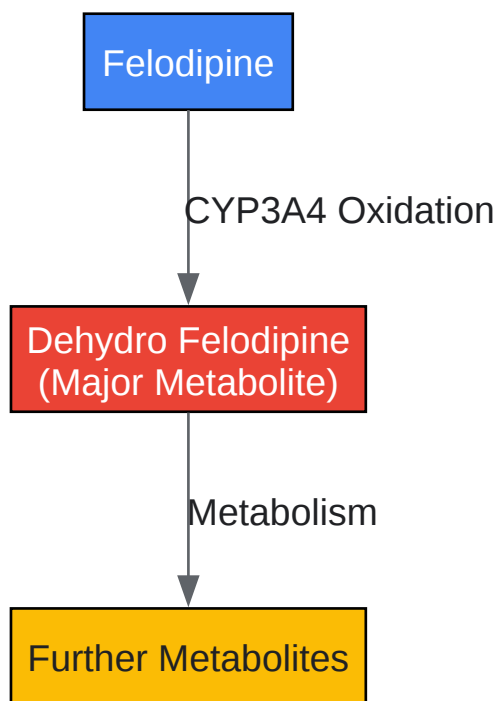 Felodipine
CYP3A4 Oxidation
Dehydro Felodipine
(Major Metabolite)
Metabolism
Further Metabolites